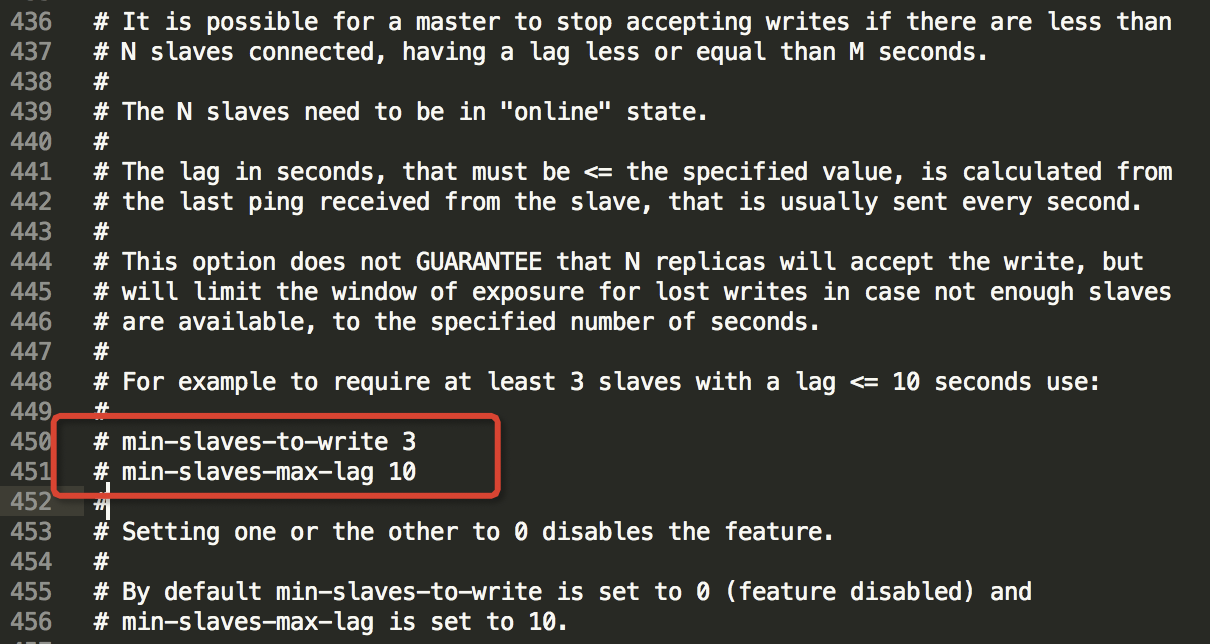 436 # It is possible for a master to stop accepting writes if there are less than
437 # N slaves connected, having a lag less or equal than M seconds.
438 #
439 # The N slaves need to be in "online" state.
440 #
441 # The lag in seconds, that must be <= the specified value, is calculated from
442 # the last ping received from the slave, that is usually sent every second.
443 #
444 # This option does not GUARANTEE that N replicas will accept the write, but
445 # will limit the window of exposure for lost writes in case not enough slaves
446 # are available, to the specified number of seconds.
447 #
448 # For example to require at least 3 slaves with a lag <= 10 seconds use:
449 #
450 # min-slaves-to-write 3
451 # min-slaves-max-lag 10
452 #
453 # Setting one or the other to 0 disables the feature.
454 #
455 # By default min-slaves-to-write is set to 0 (feature disabled) and
456 # min-slaves-max-lag is set to 10.